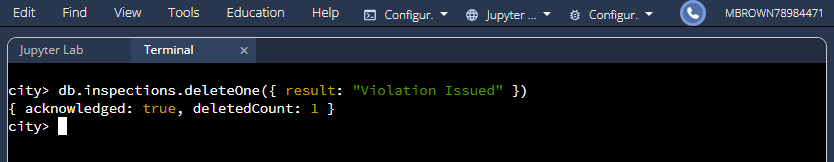 Edit Find View Tools Education Help Configur. Jupyter ... Configur. MBROWN78984471
Jupyter Lab Terminal ×
city> db.inspections.deleteOne({ result: "Violation Issued" })
{ acknowledged: true, deletedCount: 1 }
city>